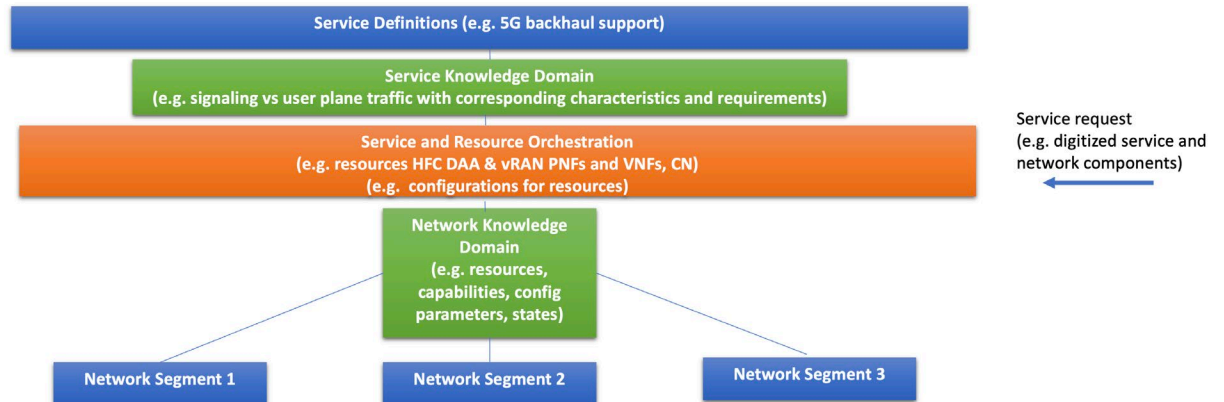 Service Definitions (e.g. 5G backhaul support)
Service Knowledge Domain
(e.g. signaling vs user plane traffic with corresponding characteristics and requirements)
Service and Resource Orchestration
(e.g. resources HFC DAA & vRAN PNFs and VNFs, CN)
(e.g. configurations for resources)
Service request
(e.g. digitized service and
network components)
Network Knowledge
Domain
(e.g. resources,
capabilities, config
parameters, states)
Network Segment 1
Network Segment 2
Network Segment 3